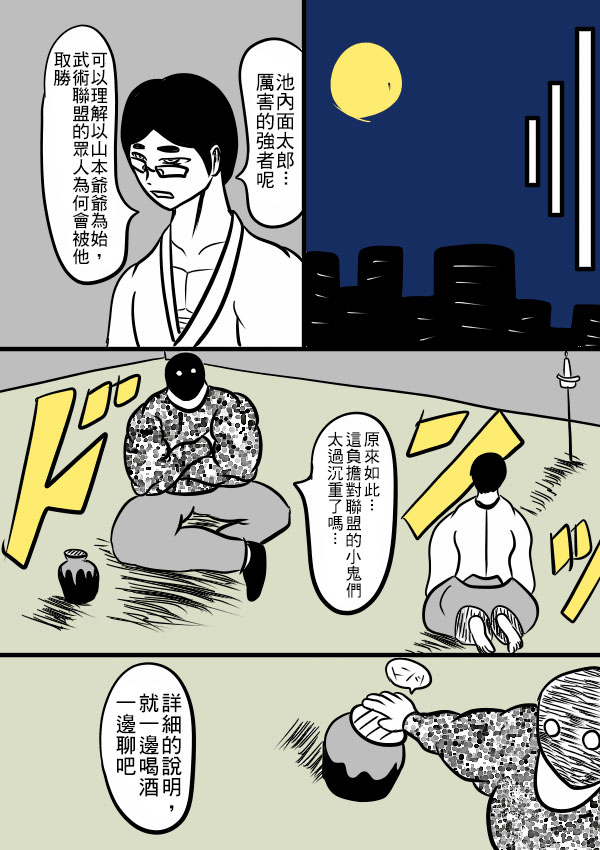 池內面太郎…
厲害的強者呢
可以理解以山本爺爺為始，
武術聯盟的眾人為何會被他
取勝
ドドンッ
原來如此…
這負擔對聯盟的小鬼們
太過沉重了嗎…
詳細的說明，
就一邊喝酒
一邊聊吧